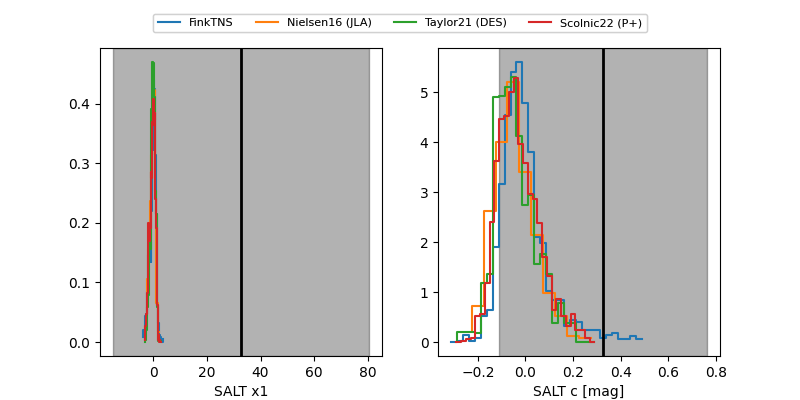 FinkTNS Nielsen16 (JLA) Taylor21 (DES) Scolnic22 (P+)
0.4
0.3
0.2
0.1
0.0
0 20 40 60 80
SALT x1
5
4
3
2
1
0
−0.2 0.0 0.2 0.4 0.6 0.8
SALT c [mag]